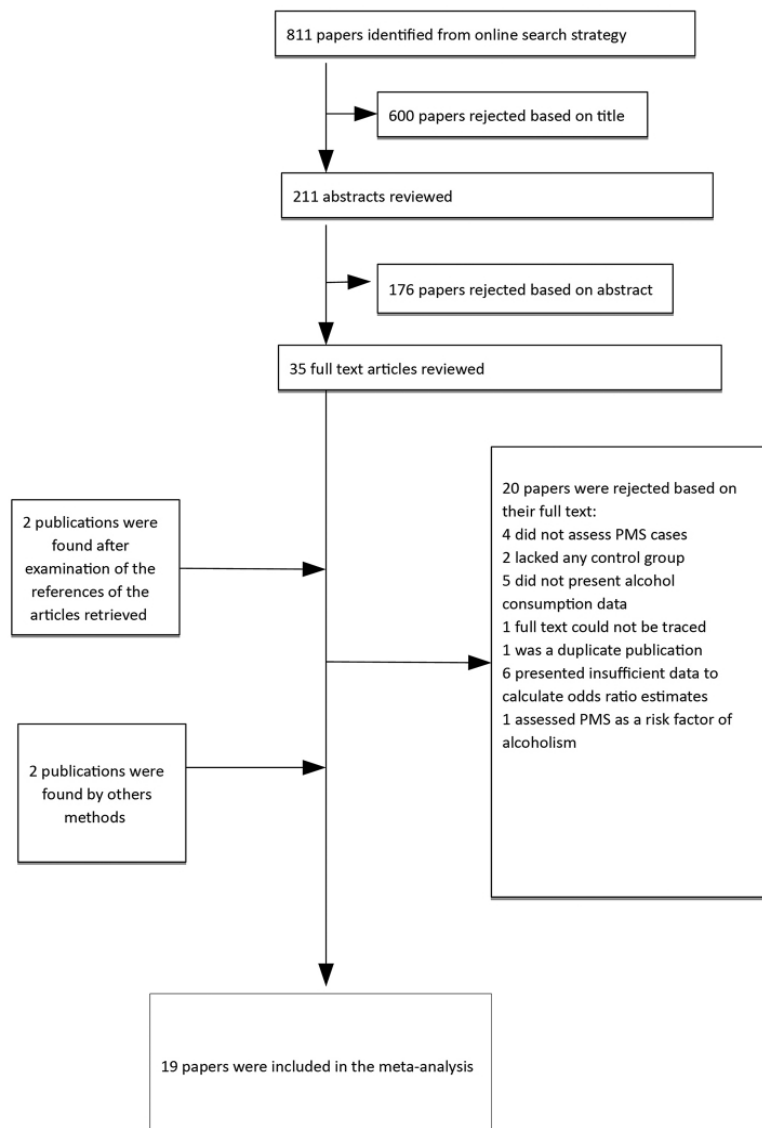 811 papers identified from online search strategy
600 papers rejected based on title
211 abstracts reviewed
176 papers rejected based on abstract
35 full text articles reviewed
2 publications were
found after
examination of the
references of the
articles retrieved
20 papers were rejected based on
their full text:
4 did not assess PMS cases
2 lacked any control group
5 did not present alcohol
consumption data
1 full text could not be traced
1 was a duplicate publication
6 presented insufficient data to
calculate odds ratio estimates
1 assessed PMS as a risk factor of
alcoholism
2 publications were
found by others
methods
19 papers were included in the meta-analysis